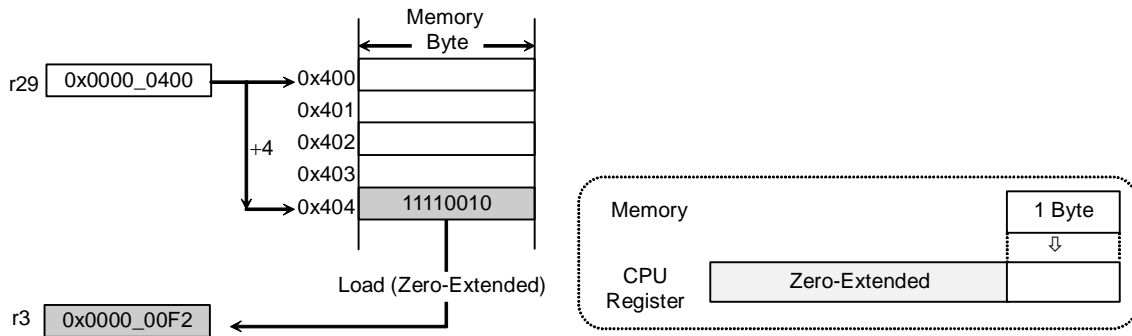 Memory
Byte
r29 0x0000_0400
0x400
0x401
0x402
+4
0x403
0x404 11110010
Load (Zero-Extended)
r3 0x0000_00F2
Memory 1 Byte
⇩
CPU
Register
Zero-Extended